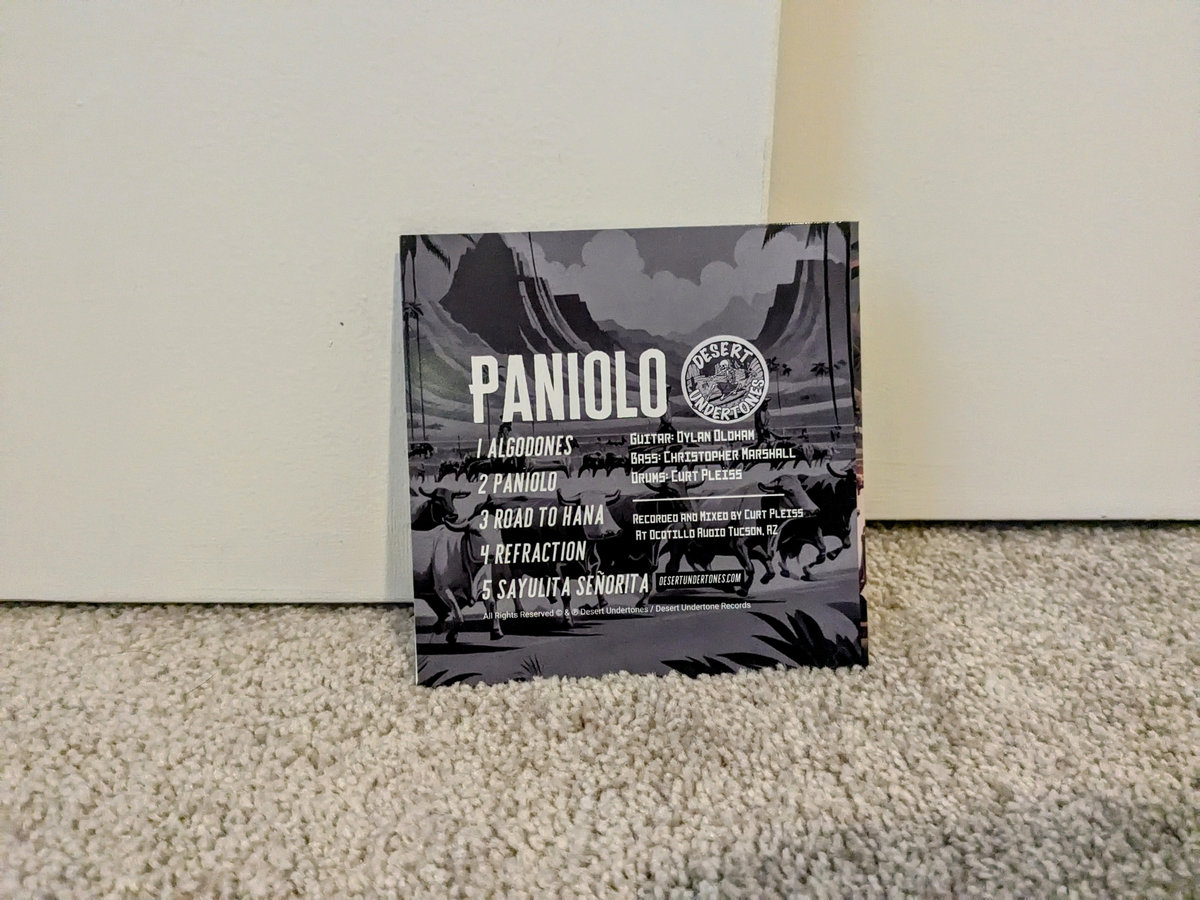 PANIOLO
DESERT
UNDERTONES
1 ALGODONES
2 PANIOLO
3 ROAD TO HANA
4 REFRACTION
5 SAYULITA SEÑORITA
GUITAR: DYLAN OLDHAM
BASS: CHRISTOPHER MARSHALL
DRUMS: CURT PLEISS
RECORDED AND MIXED BY CURT PLEISS
AT OCOTILLO AUDIO TUCSON, AZ
DESERTUNDERTONES.COM
All Rights Reserved © & ℗ Desert Undertones / Desert Undertone Records